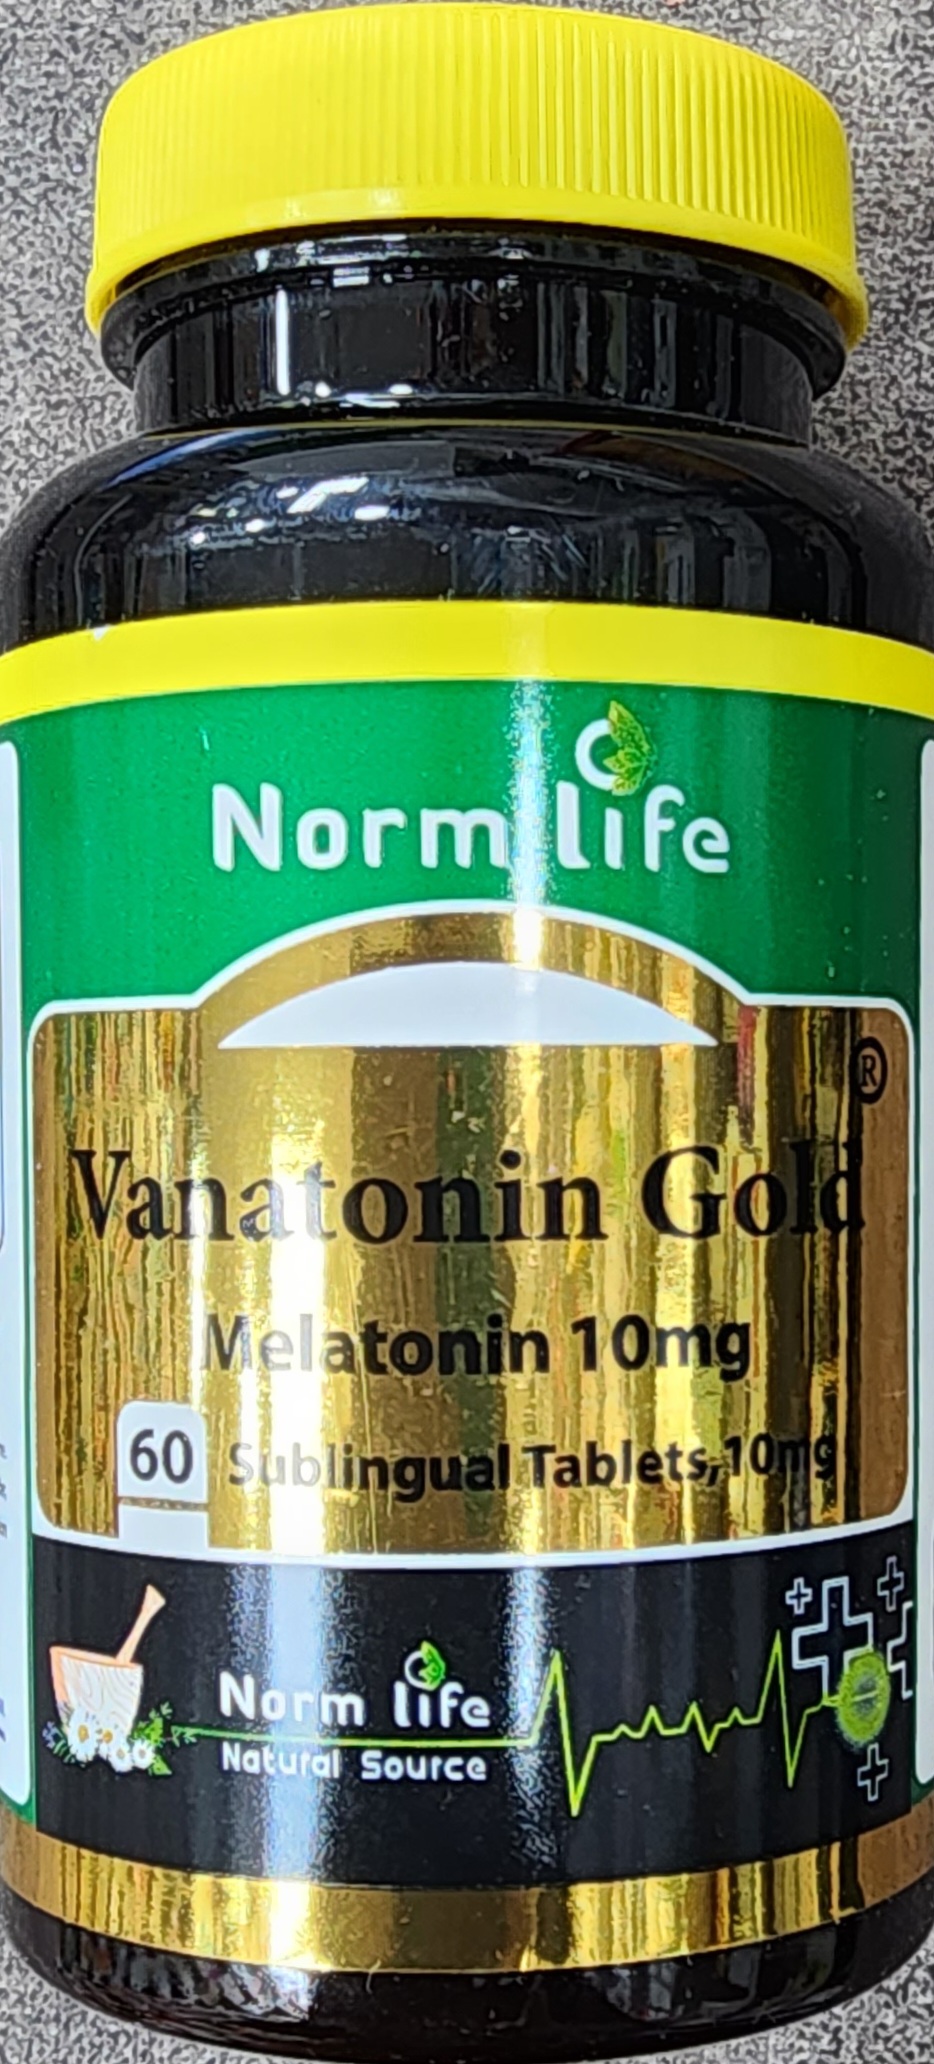 Norm life
Vanatonin Gold®
Melatonin 10mg
60 Sublingual Tablets,10mg
Norm life
Natural Source